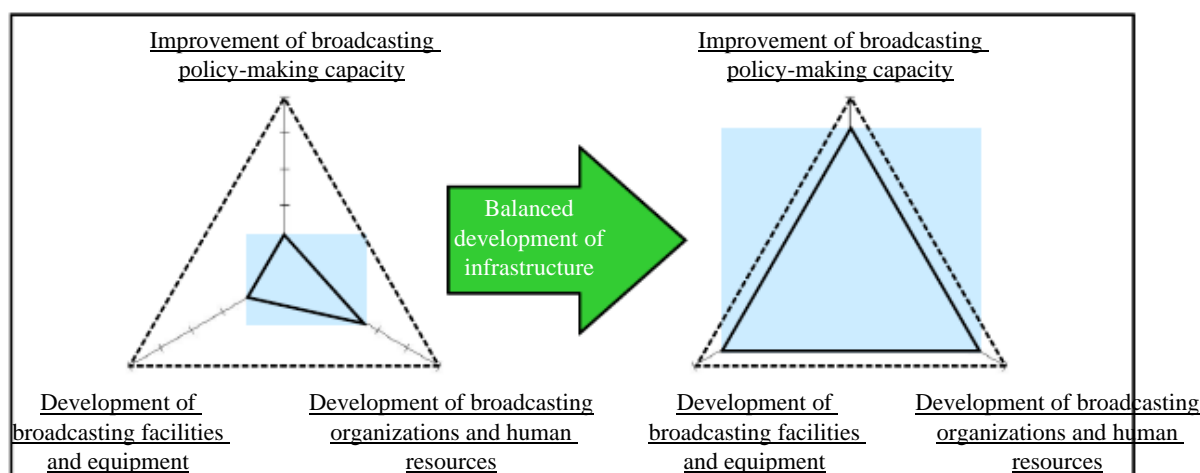 Improvement of broadcasting
policy-making capacity
Development of
broadcasting facilities
and equipment
Development of broadcasting
organizations and human
resources
Balanced
development of
infrastructure
Improvement of broadcasting
policy-making capacity
Development of
broadcasting facilities
and equipment
Development of broadcasting
organizations and human
resources